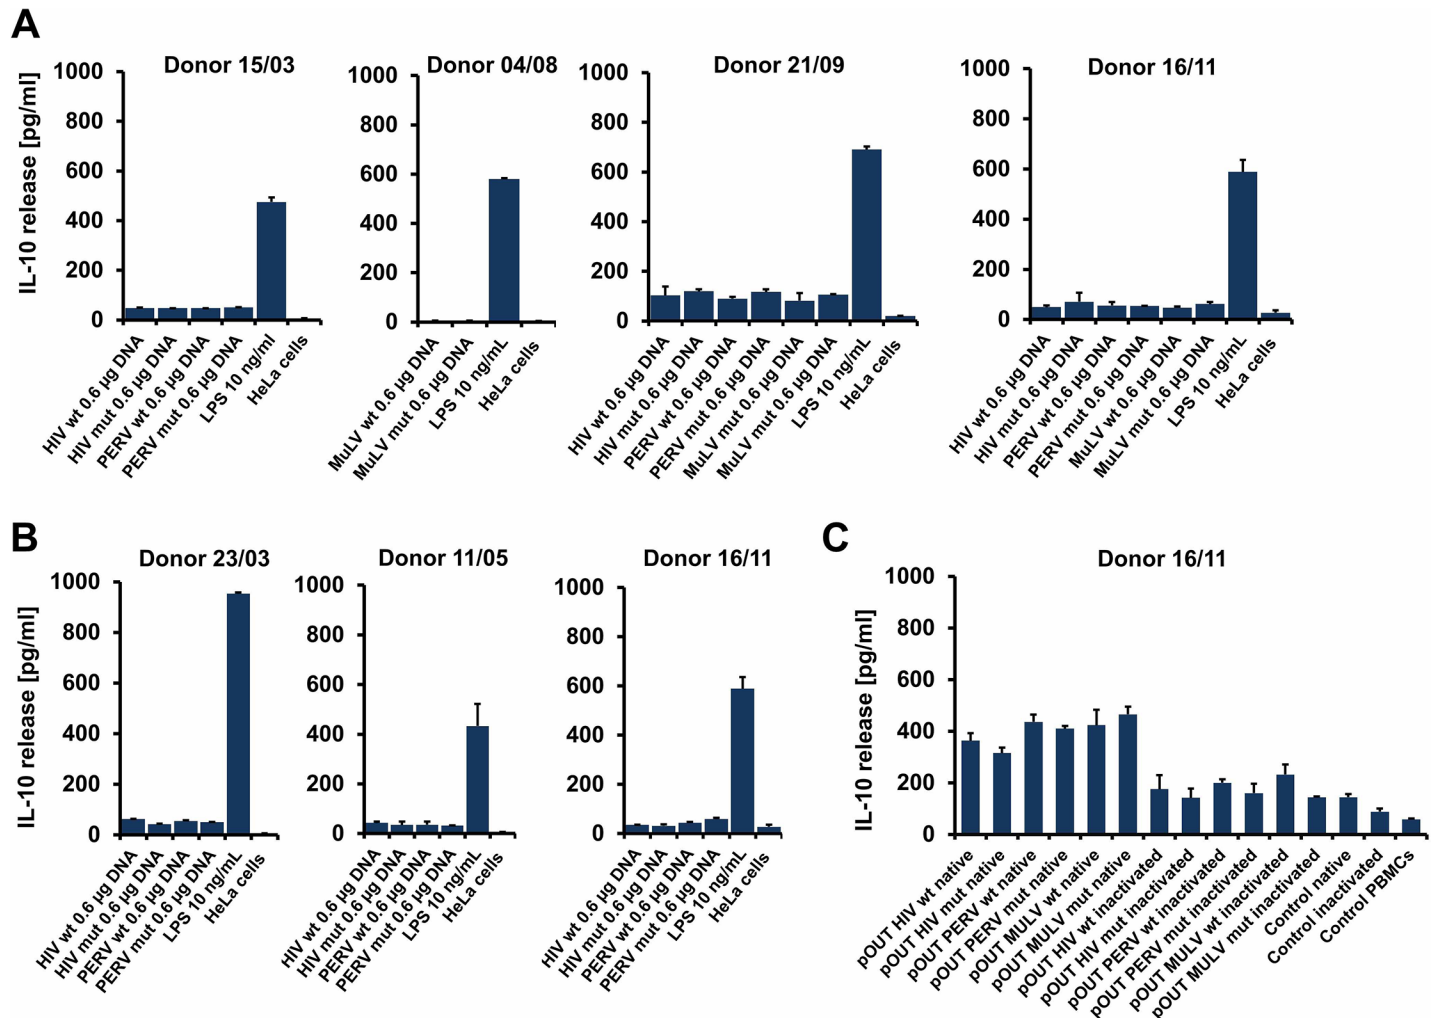 A
Donor 15/03
IL-10 release [pg/ml]
1000
800
600
400
200
0
HIV wt 0.6 µg DNA
HIV mut 0.6 µg DNA
PERV wt 0.6 µg DNA
PERV mut 0.6 µg DNA
LPS 10 ng/ml
HeLa cells
Donor 04/08
1000
800
600
400
200
0
MuLV wt 0.6 µg DNA
MuLV mut 0.6 µg DNA
LPS 10 ng/mL
HeLa cells
Donor 21/09
1000
800
600
400
200
0
HIV wt 0.6 µg DNA
HIV mut 0.6 µg DNA
PERV wt 0.6 µg DNA
PERV mut 0.6 µg DNA
MuLV mut 0.6 µg DNA
MuLV mut 0.6 µg DNA
LPS 10 ng/mL
HeLa cells
Donor 16/11
1000
800
600
400
200
0
HIV wt 0.6 µg DNA
HIV mut 0.6 µg DNA
PERV wt 0.6 µg DNA
PERV mut 0.6 µg DNA
MuLV wt 0.6 µg DNA
MuLV mut 0.6 µg DNA
LPS 10 ng/mL
HeLa cells
B
Donor 23/03
IL-10 release [pg/ml]
1000
800
600
400
200
0
HIV wt 0.6 µg DNA
HIV mut 0.6 µg DNA
PERV wt 0.6 µg DNA
PERV mut 0.6 µg DNA
LPS 10 ng/mL
HeLa cells
Donor 11/05
1000
800
600
400
200
0
HIV wt 0.6 µg DNA
HIV mut 0.6 µg DNA
PERV wt 0.6 µg DNA
PERV mut 0.6 µg DNA
LPS 10 ng/mL
HeLa cells
Donor 16/11
1000
800
600
400
200
0
HIV wt 0.6 µg DNA
HIV mut 0.6 µg DNA
PERV wt 0.6 µg DNA
PERV mut 0.6 µg DNA
LPS 10 ng/mL
HeLa cells
C
Donor 16/11
IL-10 release [pg/ml]
1000
800
600
400
200
0
pOUT HIV wt native
pOUT HIV mut native
pOUT PERV wt native
pOUT PERV mut native
pOUT MULV wt native
pOUT MULV mut native
pOUT HIV wt inactivated
pOUT HIV mut inactivated
pOUT PERV wt inactivated
pOUT PERV mut inactivated
pOUT MULV wt inactivated
pOUT MULV mut inactivated
Control native
Control inactivated
Control PBMCs